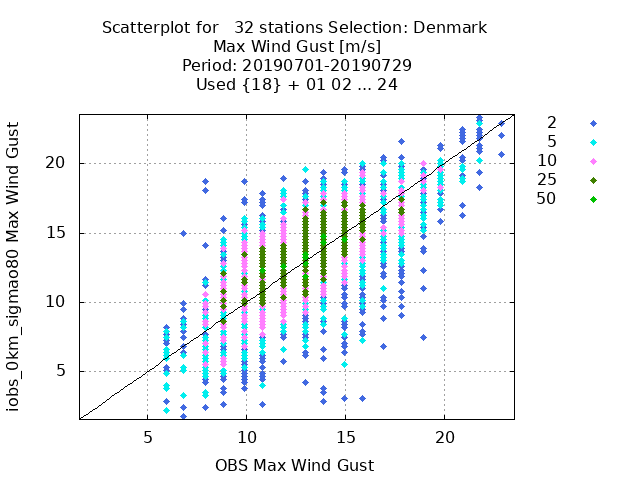 Scatterplot for 32 stations Selection: Denmark
Max Wind Gust [m/s]
Period: 20190701-20190729
Used {18} + 01 02 ... 24
iobs_0km_sigmao80 Max Wind Gust
20
15
10
5
5
10
15
20
OBS Max Wind Gust
2
5
10
25
50